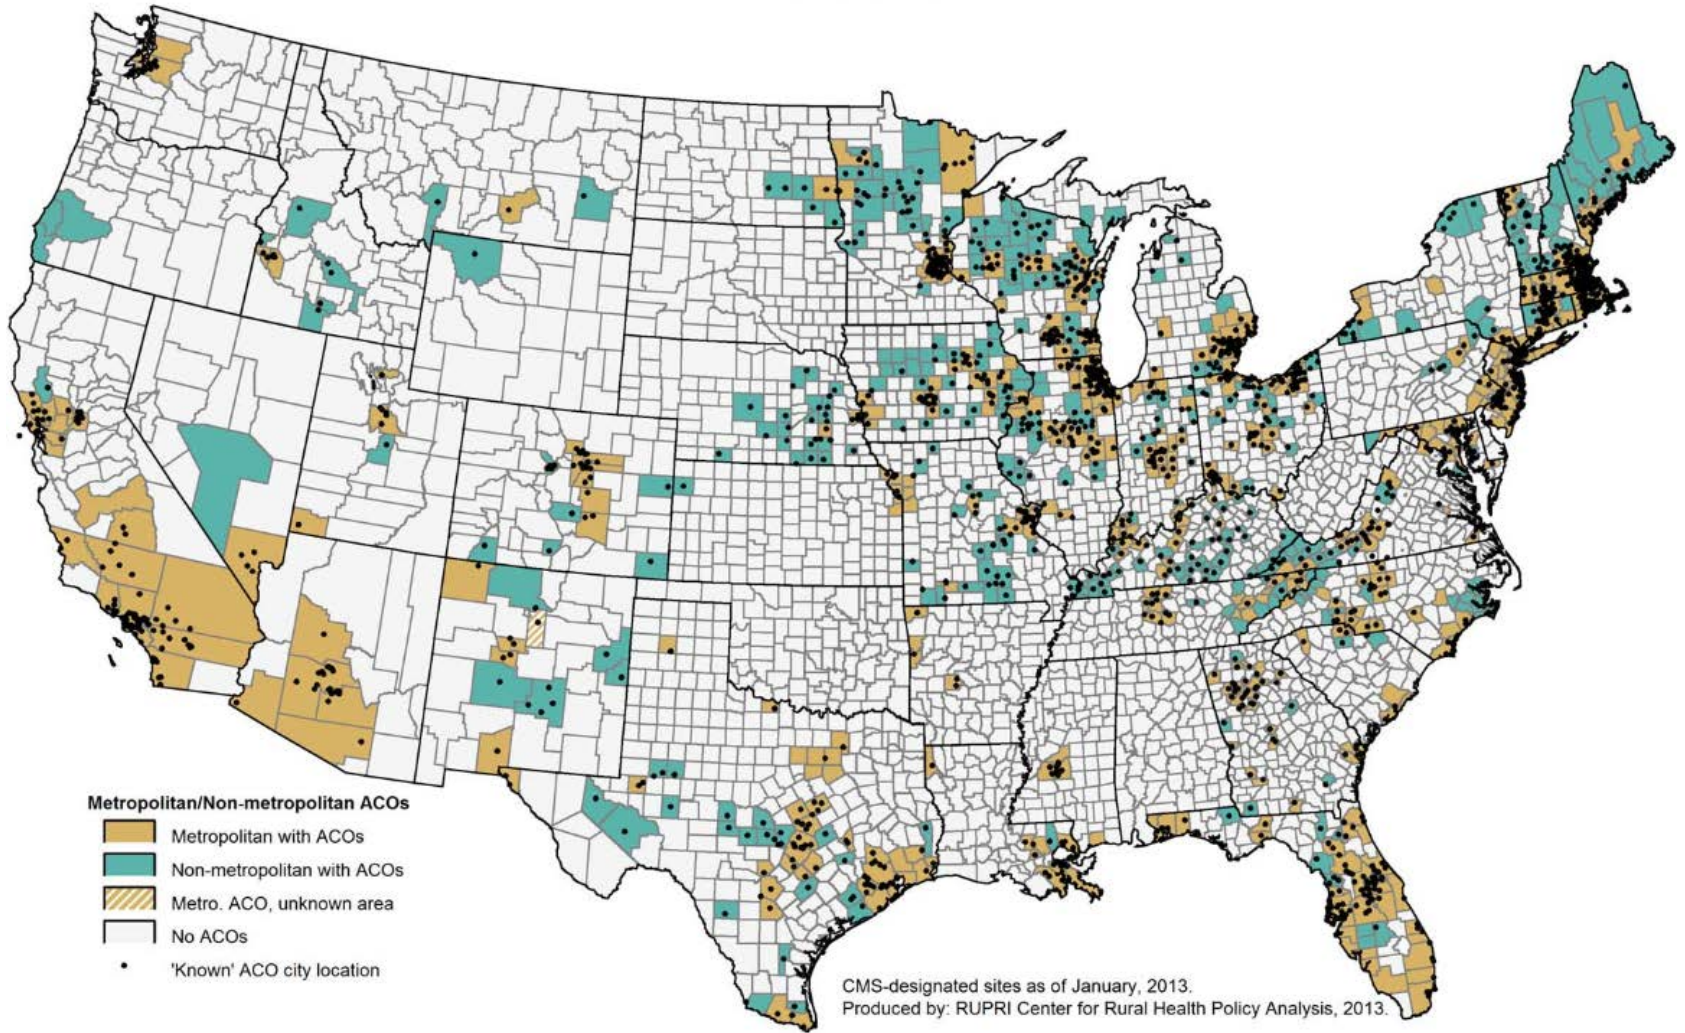 Metropolitan/Non-metropolitan ACOs
Metropolitan with ACOs
Non-metropolitan with ACOs
Metro. ACO, unknown area
No ACOs
'Known' ACO city location
CMS-designated sites as of January, 2013.
Produced by: RUPRI Center for Rural Health Policy Analysis, 2013.